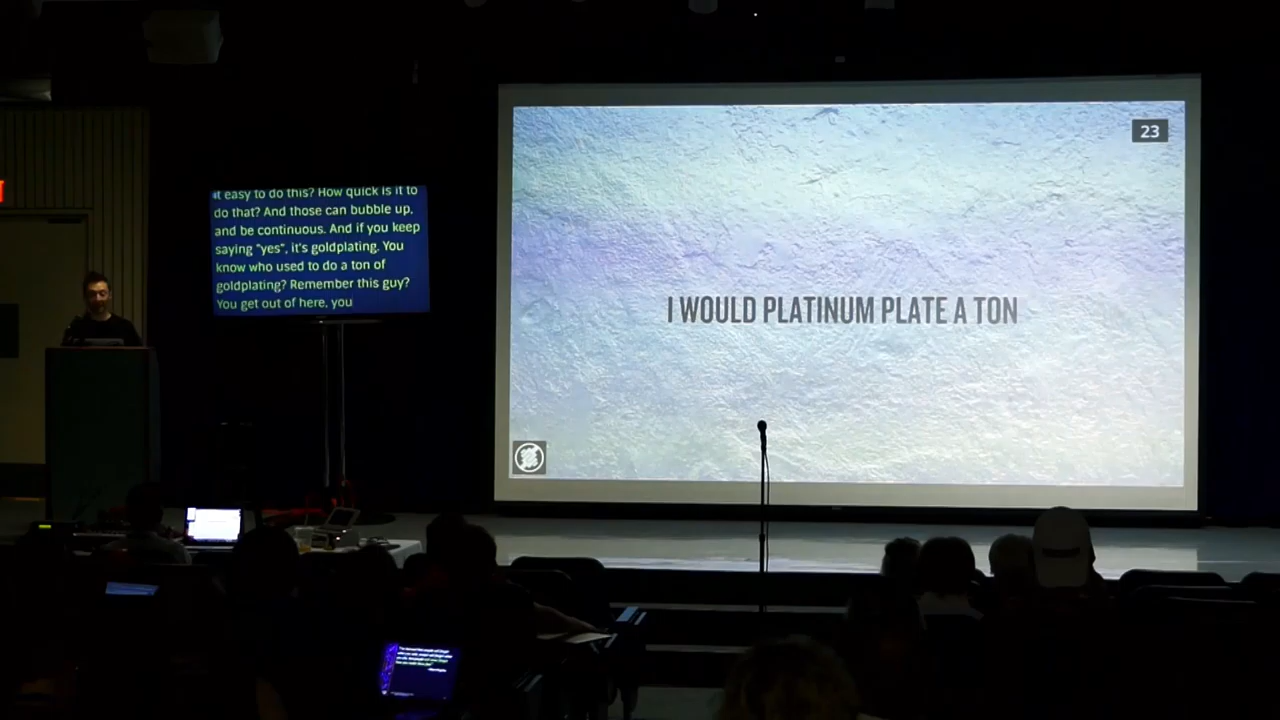 it easy to do this? How quick is it to
do that? And those can bubble up,
and be continuous. And if you keep
saying "yes", it's goldplating. You
know who used to do a ton of
goldplating? Remember this guy?
You get out of here, you
23
I WOULD PLATINUM PLATE A TON